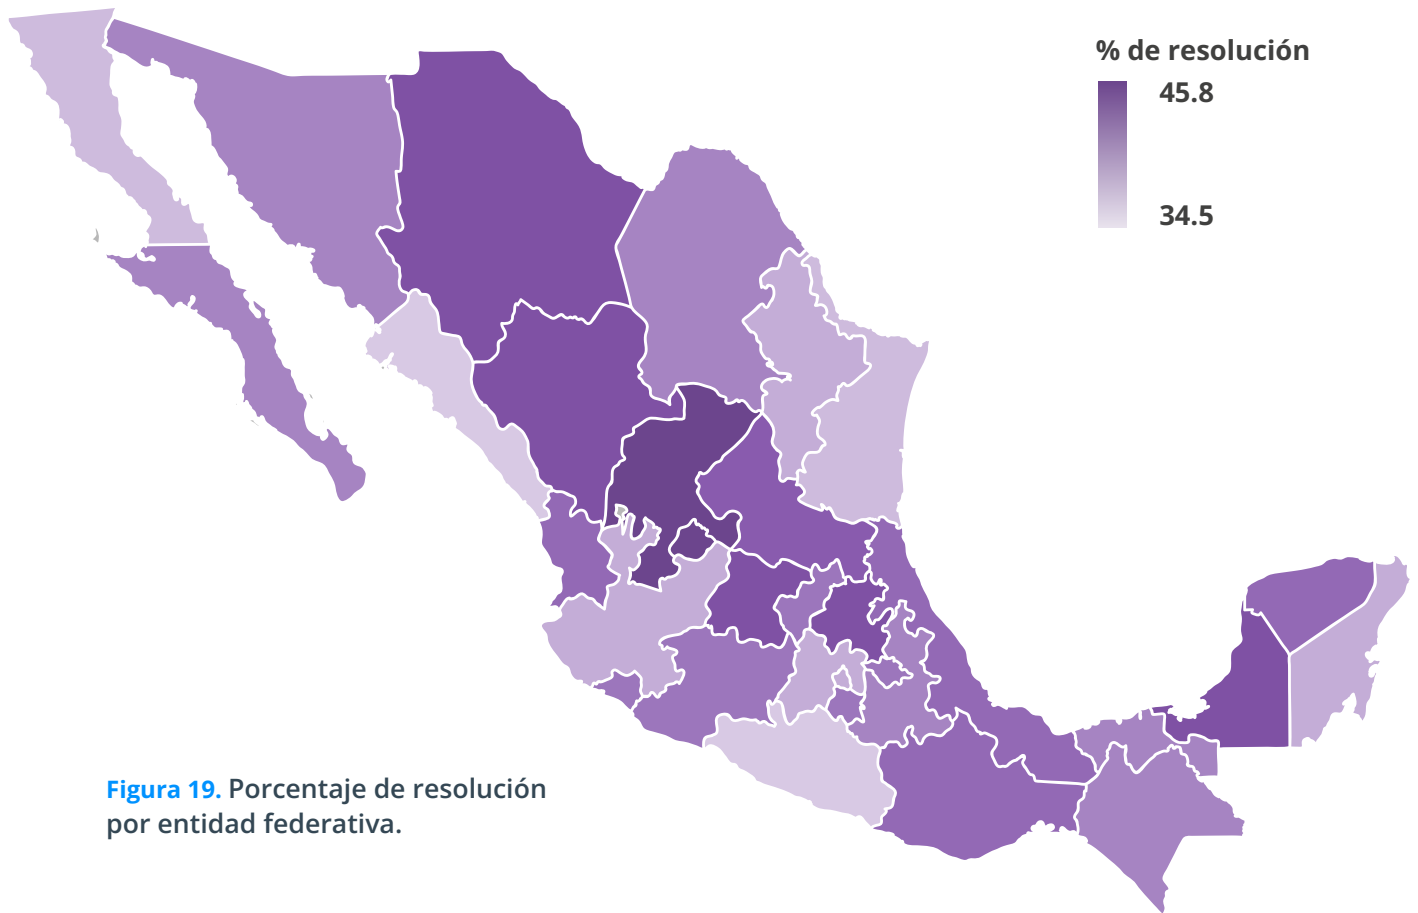 % de resolución
45.8
34.5
Figura 19. Porcentaje de resolución
por entidad federativa.